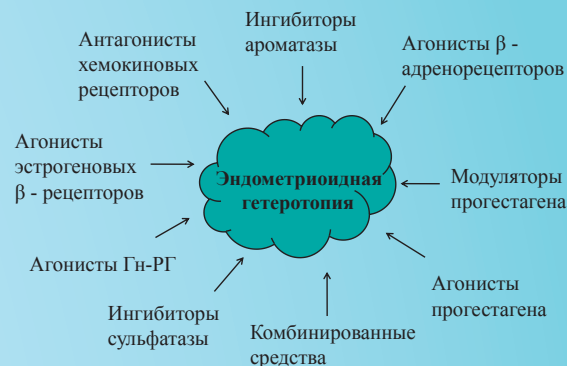 Ингибиторы
ароматазы
Антагонисты
хемокиновых
рецепторов
Агонисты β -
адренорецепторов
Агонисты
эстрогеновых
β - рецепторов
Эндометриоидная
гетеротопия
Модуляторы
прогестагена
Агонисты Гн-РГ
Агонисты
прогестагена
Ингибиторы
сульфатазы
Комбинированные
средства